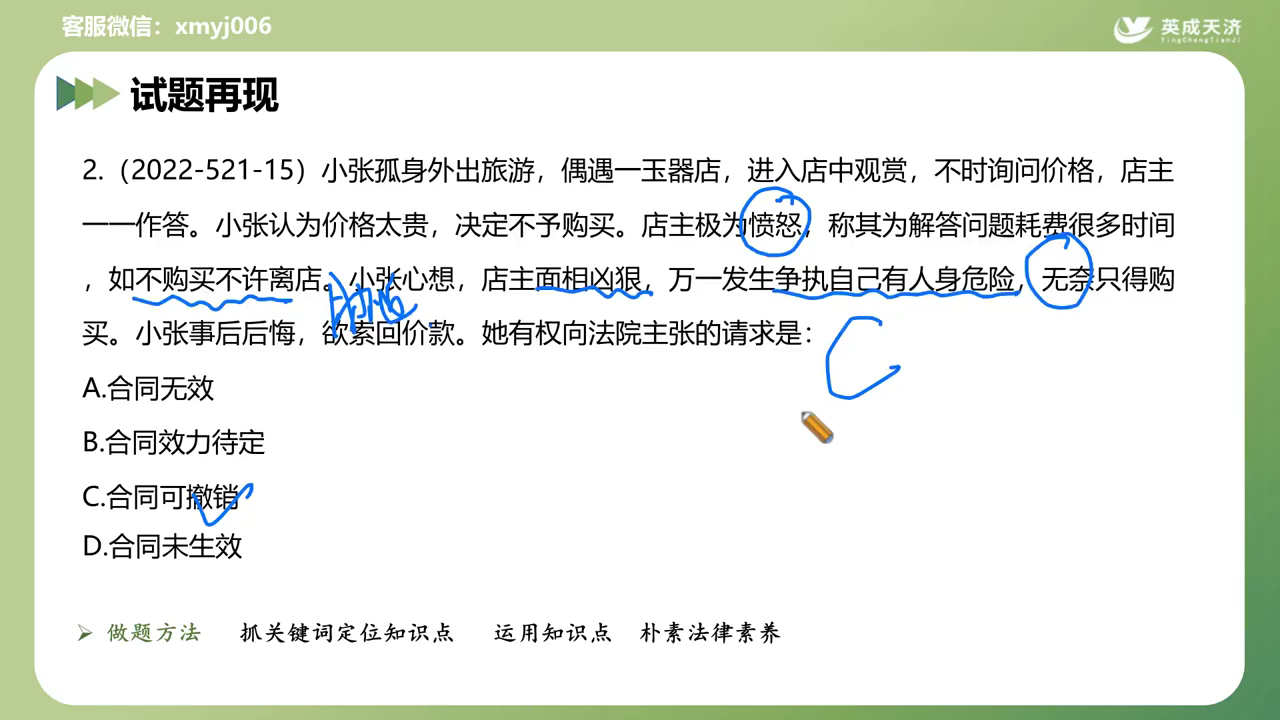 客服微信：xmyj006
英成天济
YingChengTianJi
试题再现
2.（2022-521-15）小张孤身外出旅游，偶遇一玉器店，进入店中观赏，不时询问价格，店主
一一作答。小张认为价格太贵，决定不予购买。店主极为愤怒，称其为解答问题耗费很多时间
，如不购买不许离店。小张心想，店主面相凶狠，万一发生争执自己有人身危险，无奈只得购
买。小张事后后悔，欲索回价款。她有权向法院主张的请求是：
C
A.合同无效
B.合同效力待定
C.合同可撤销
D.合同未生效
做题方法 抓关键词定位知识点 运用知识点 朴素法律素养